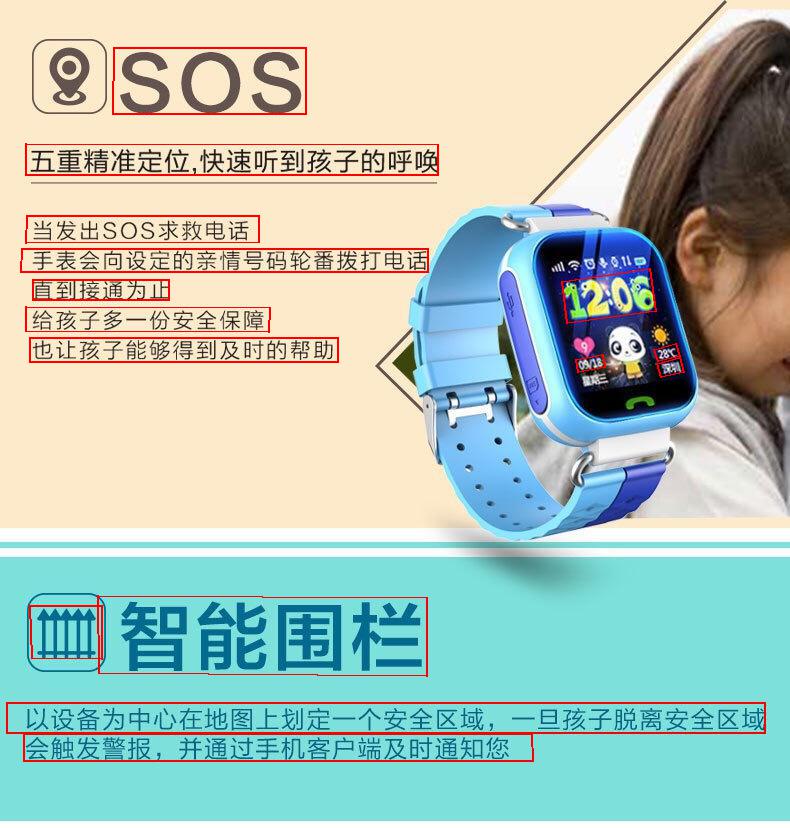 SOS
五重精准定位,快速听到孩子的呼唤
当发出SOS求救电话
手表会向设定的亲情号码轮番拨打电话
直到接通为止
给孩子多一份安全保障
也让孩子能够得到及时的帮助
12:06
9
09/18
星期三
28℃
深圳
智能围栏
以设备为中心在地图上划定一个安全区域，一旦孩子脱离安全区域
会触发警报，并通过手机客户端及时通知您